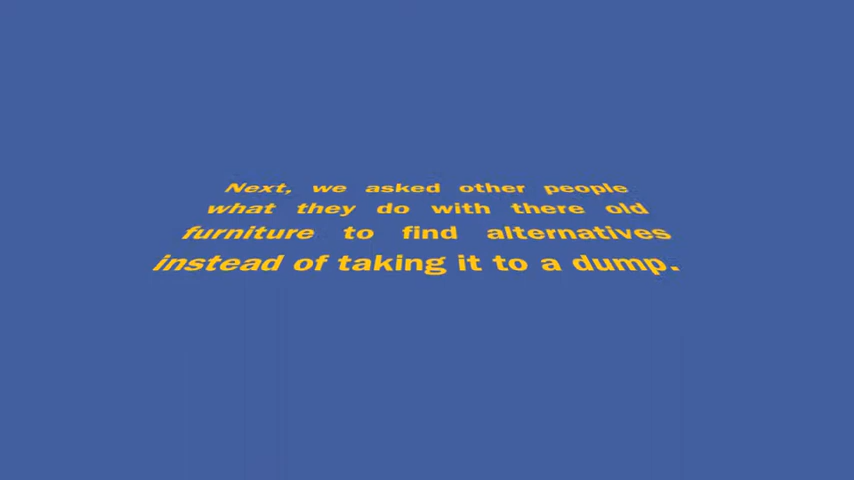 Next, we asked other people
what they do with there old
furniture to find alternatives
instead of taking it to a dump.